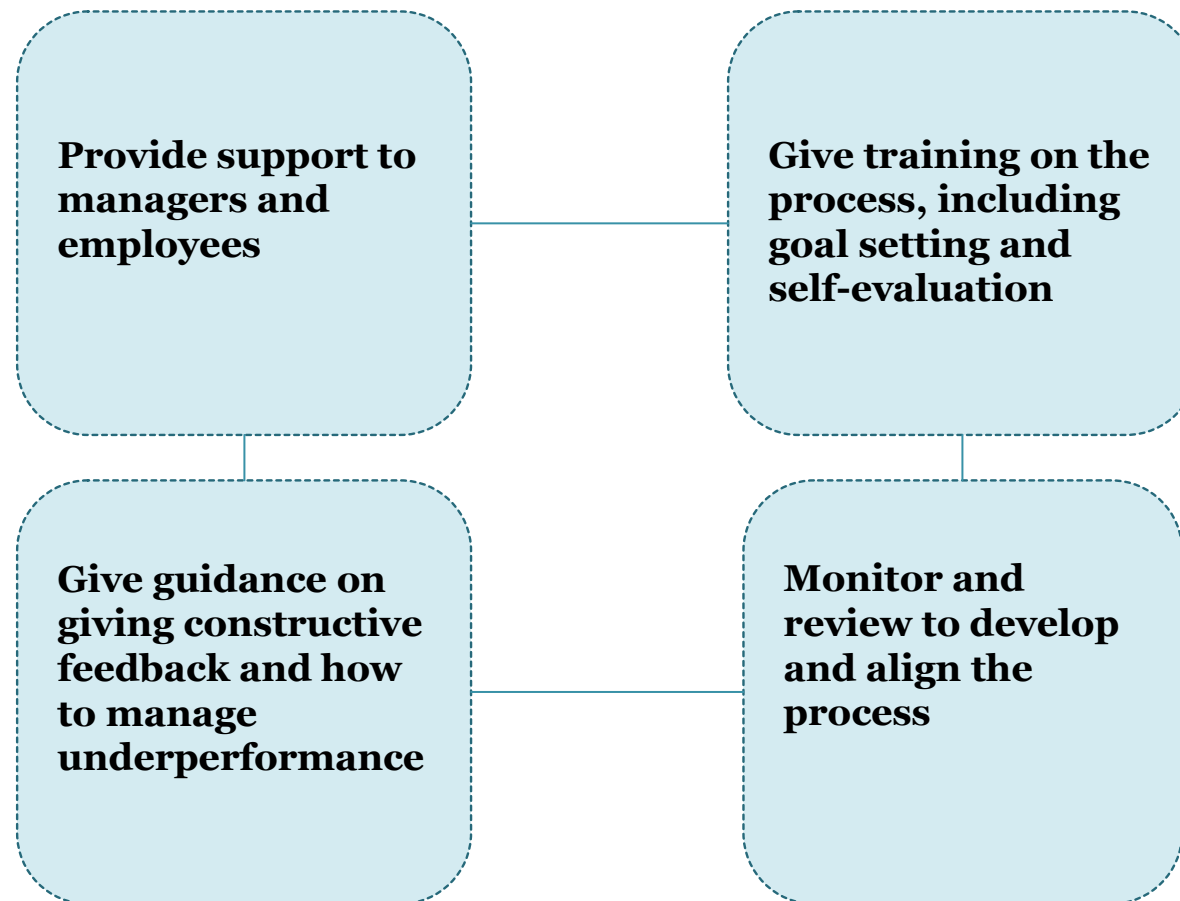 Provide support to
managers and
employees
Give training on the
process, including
goal setting and
self-evaluation
Give guidance on
giving constructive
feedback and how
to manage
underperformance
Monitor and
review to develop
and align the
process